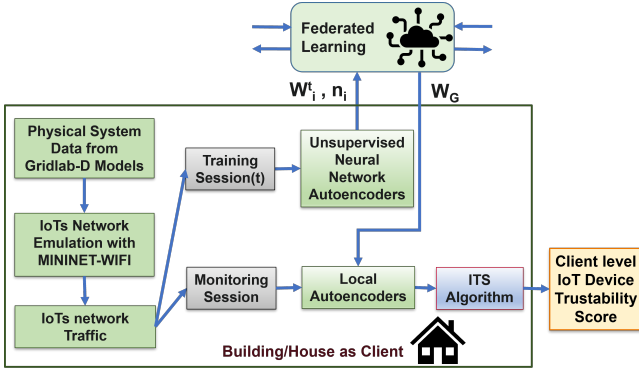 Federated
Learning
Wᵗᵢ , nᵢ
W_G
Physical System
Data from
Gridlab-D Models
Training
Session(t)
Unsupervised
Neural
Network
Autoencoders
IoTs Network
Emulation with
MININET-WIFI
Monitoring
Session
Local
Autoencoders
ITS
Algorithm
Client level
IoT Device
Trustability
Score
IoTs network
Traffic
Building/House as Client